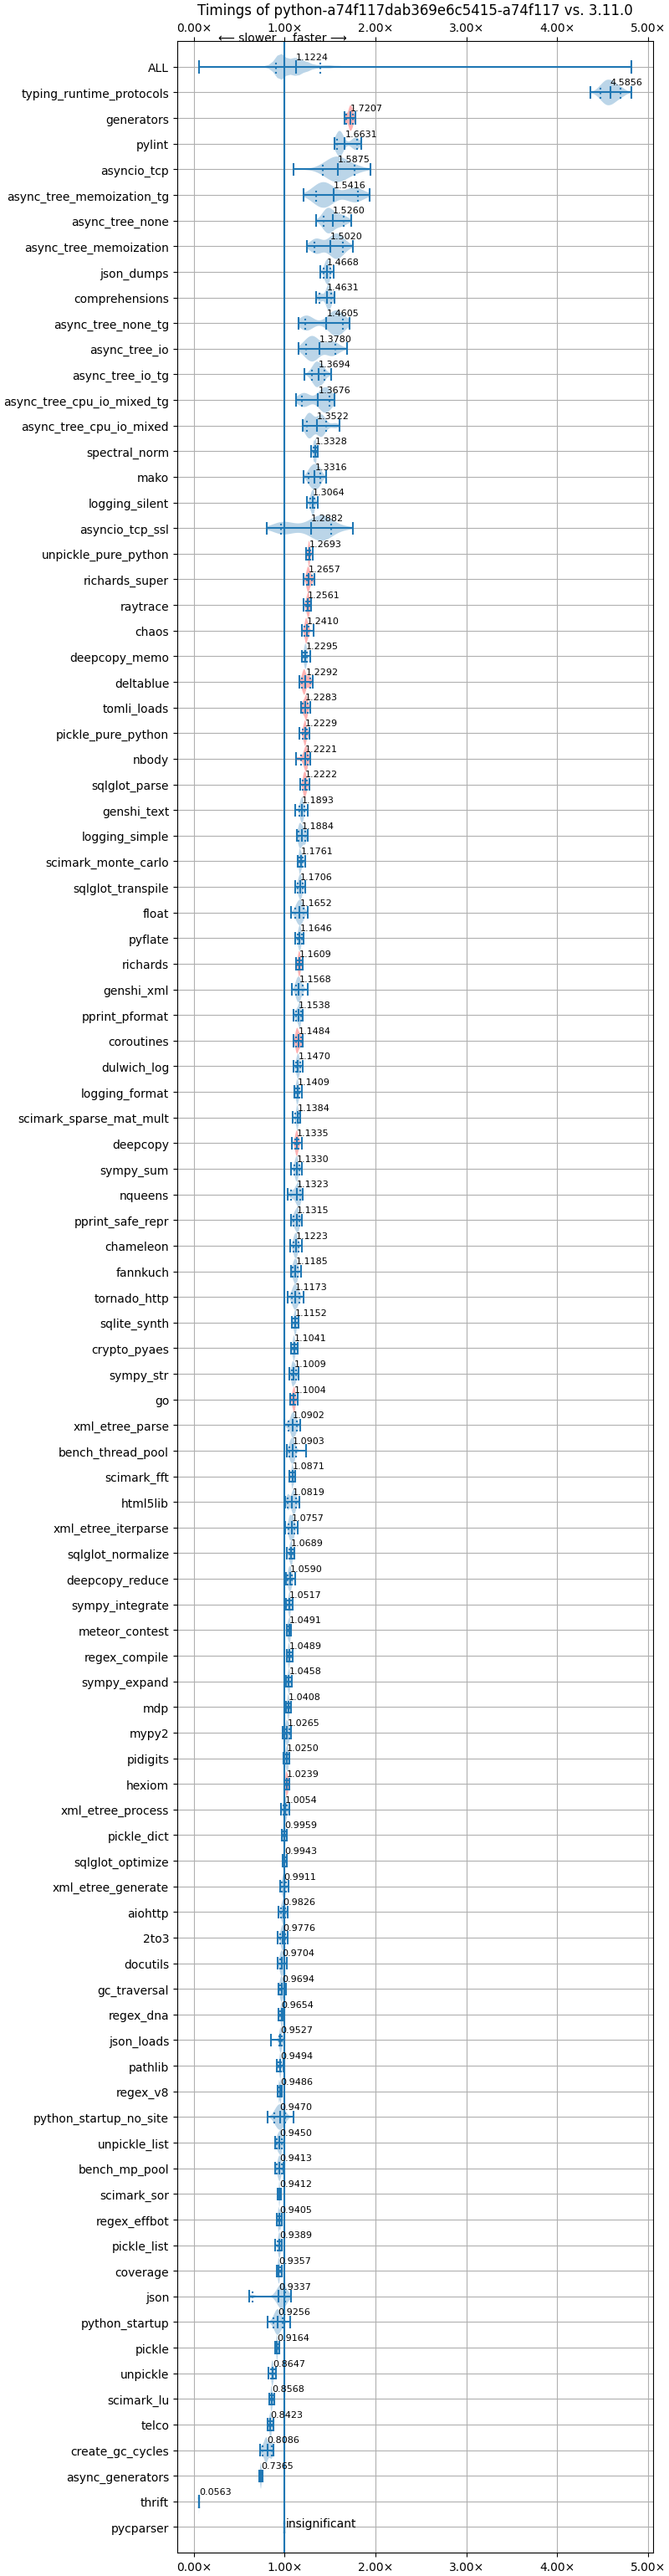 Timings of python-a74f117dab369e6c5415-a74f117 vs. 3.11.0
0.00× 1.00× 2.00× 3.00× 4.00× 5.00×
⟵ slower faster ⟶
ALL 1.1224
typing_runtime_protocols 4.5856
generators 1.7207
pylint 1.6631
asyncio_tcp 1.5875
async_tree_memoization_tg 1.5416
async_tree_none 1.5260
async_tree_memoization 1.5020
json_dumps 1.4668
comprehensions 1.4631
async_tree_none_tg 1.4605
async_tree_io 1.3780
async_tree_io_tg 1.3694
async_tree_cpu_io_mixed_tg 1.3676
async_tree_cpu_io_mixed 1.3522
spectral_norm 1.3328
mako 1.3316
logging_silent 1.3064
asyncio_tcp_ssl 1.2882
unpickle_pure_python 1.2693
richards_super 1.2657
raytrace 1.2561
chaos 1.2410
deepcopy_memo 1.2295
deltablue 1.2292
tomli_loads 1.2283
pickle_pure_python 1.2229
nbody 1.2221
sqlglot_parse 1.2222
genshi_text 1.1893
logging_simple 1.1884
scimark_monte_carlo 1.1761
sqlglot_transpile 1.1706
float 1.1652
pyflate 1.1646
richards 1.1609
genshi_xml 1.1568
pprint_pformat 1.1538
coroutines 1.1484
dulwich_log 1.1470
logging_format 1.1409
scimark_sparse_mat_mult 1.1384
deepcopy 1.1335
sympy_sum 1.1330
nqueens 1.1323
pprint_safe_repr 1.1315
chameleon 1.1223
fannkuch 1.1185
tornado_http 1.1173
sqlite_synth 1.1152
crypto_pyaes 1.1041
sympy_str 1.1009
go 1.1004
xml_etree_parse 1.0902
bench_thread_pool 1.0903
scimark_fft 1.0871
html5lib 1.0819
xml_etree_iterparse 1.0757
sqlglot_normalize 1.0689
deepcopy_reduce 1.0590
sympy_integrate 1.0517
meteor_contest 1.0491
regex_compile 1.0489
sympy_expand 1.0458
mdp 1.0408
mypy2 1.0265
pidigits 1.0250
hexiom 1.0239
xml_etree_process 1.0054
pickle_dict 0.9959
sqlglot_optimize 0.9943
xml_etree_generate 0.9911
aiohttp 0.9826
2to3 0.9776
docutils 0.9704
gc_traversal 0.9694
regex_dna 0.9654
json_loads 0.9527
pathlib 0.9494
regex_v8 0.9486
python_startup_no_site 0.9470
unpickle_list 0.9450
bench_mp_pool 0.9413
scimark_sor 0.9412
regex_effbot 0.9405
pickle_list 0.9389
coverage 0.9357
json 0.9337
python_startup 0.9256
pickle 0.9164
unpickle 0.8647
scimark_lu 0.8568
telco 0.8423
create_gc_cycles 0.8086
async_generators 0.7365
thrift 0.0563
pycparser insignificant
0.00× 1.00× 2.00× 3.00× 4.00× 5.00×